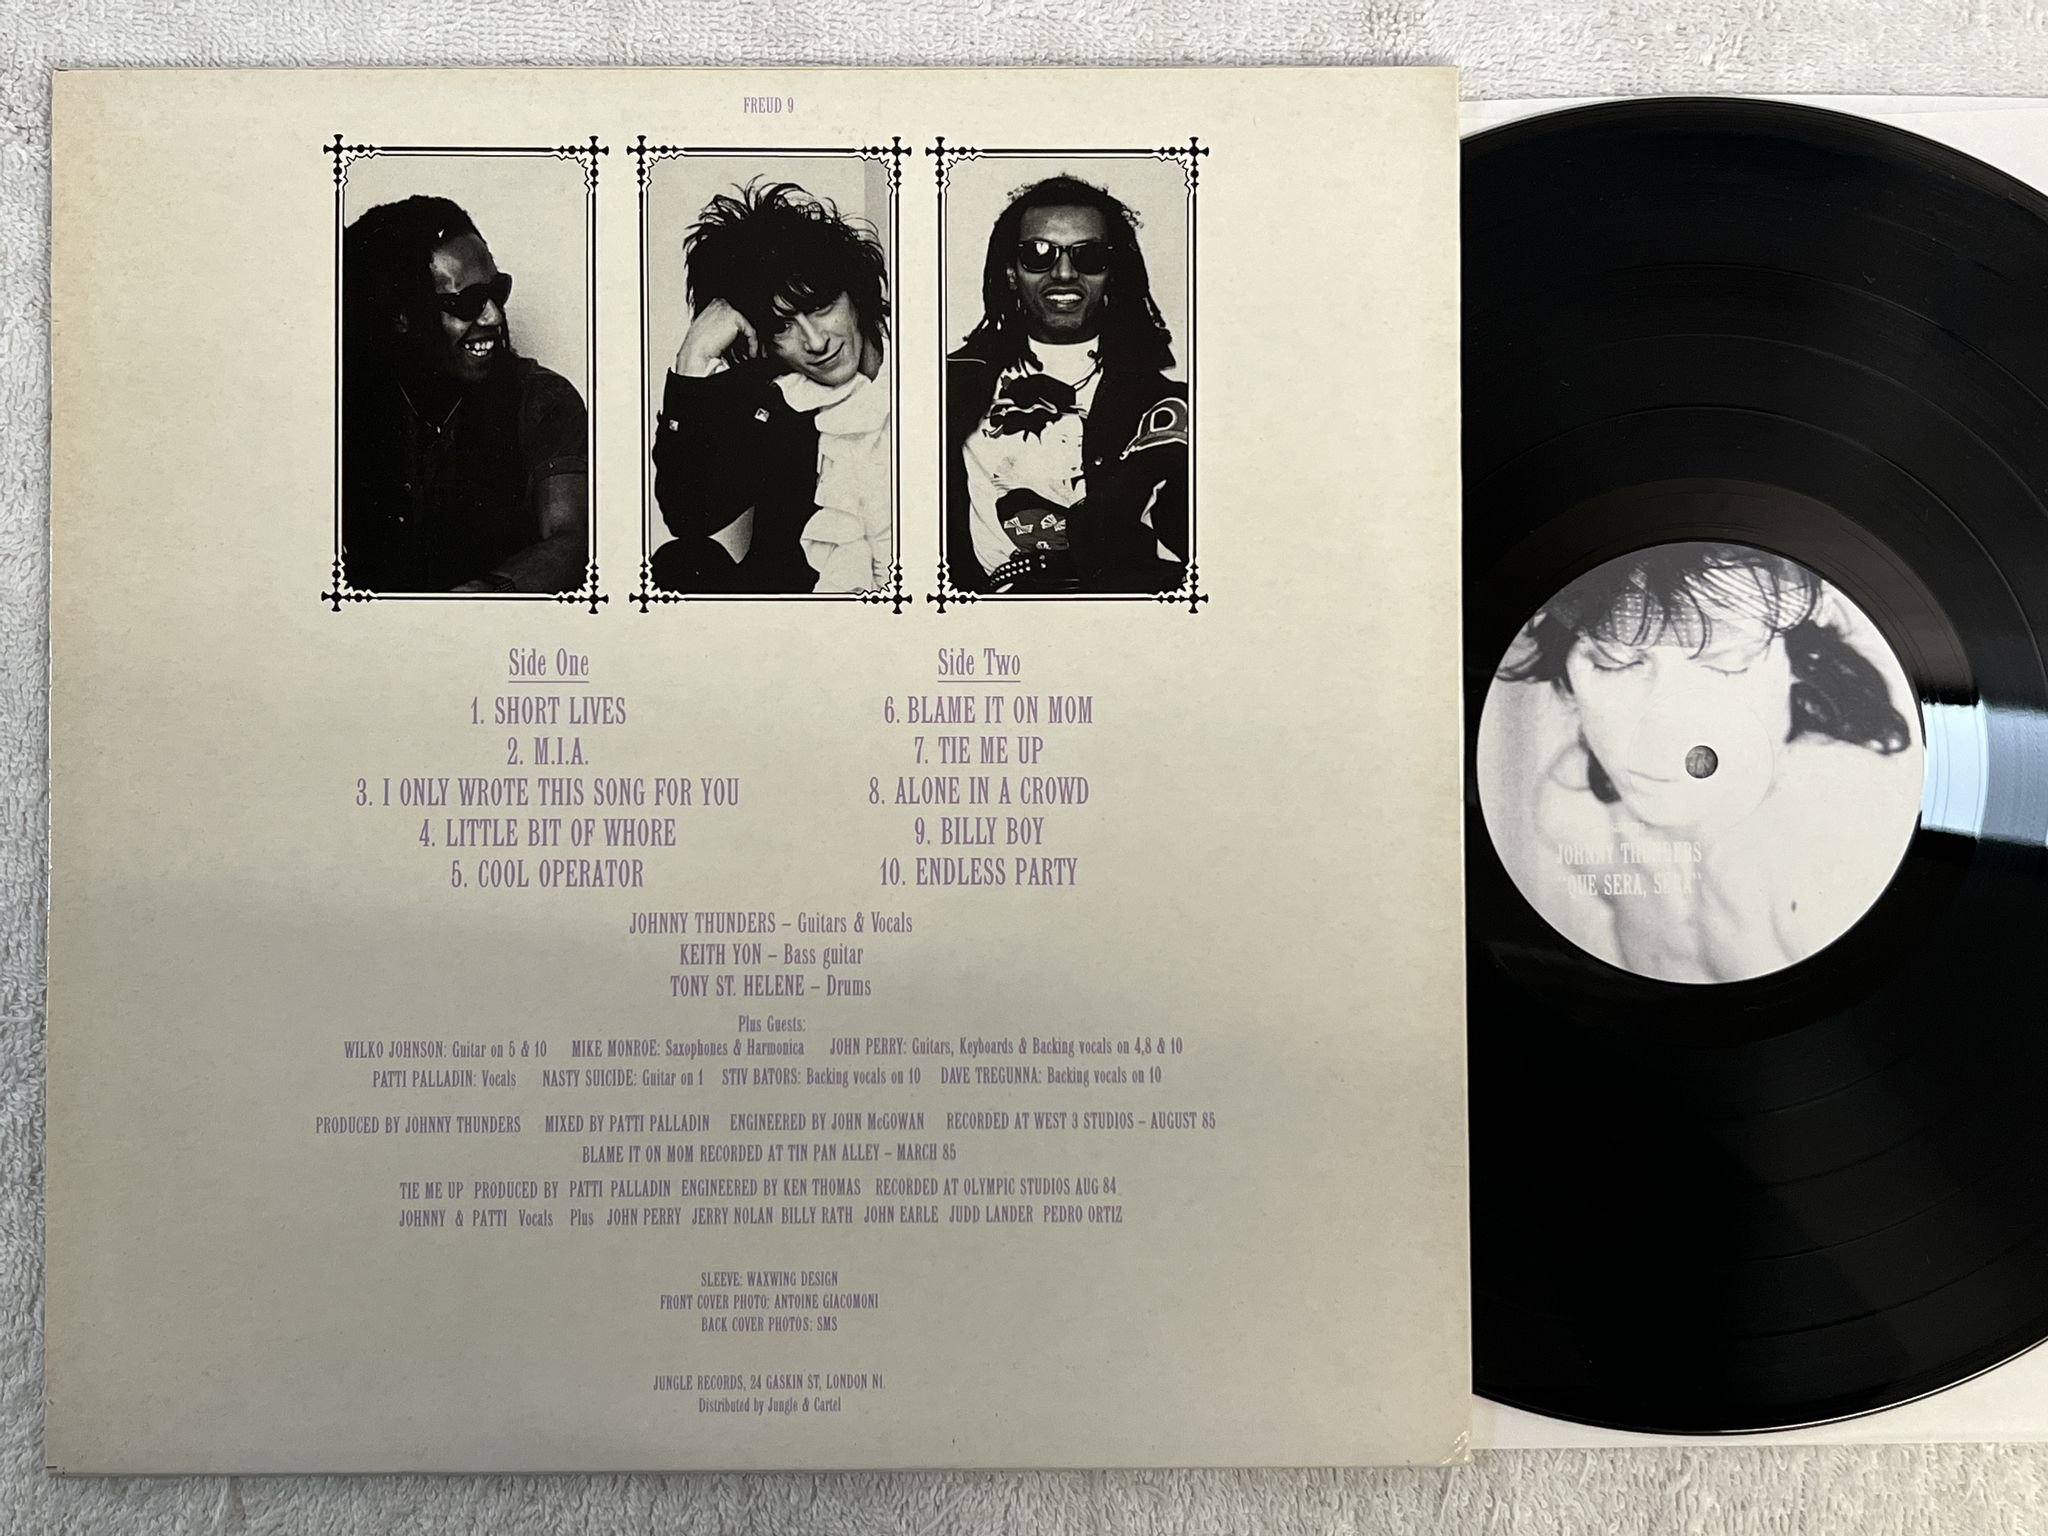 FREUD 9
Side One
1. SHORT LIVES
2. M.I.A.
3. I ONLY WROTE THIS SONG FOR YOU
4. LITTLE BIT OF WHORE
5. COOL OPERATOR
Side Two
6. BLAME IT ON MOM
7. TIE ME UP
8. ALONE IN A CROWD
9. BILLY BOY
10. ENDLESS PARTY
JOHNNY THUNDERS – Guitars & Vocals
KEITH YON – Bass guitar
TONY ST. HELENE – Drums
Plus Guests:
WILKO JOHNSON: Guitar on 5 & 10 MIKE MONROE: Saxophones & Harmonica JOHN PERRY: Guitars, Keyboards & Backing vocals on 4,8 & 10
PATTI PALLADIN: Vocals NASTY SUICIDE: Guitar on 1 STIV BATORS: Backing vocals on 10 DAVE TREGUNNA: Backing vocals on 10
PRODUCED BY JOHNNY THUNDERS MIXED BY PATTI PALLADIN ENGINEERED BY JOHN McGOWAN RECORDED AT WEST 3 STUDIOS – AUGUST 85
BLAME IT ON MOM RECORDED AT TIN PAN ALLEY – MARCH 85
TIE ME UP PRODUCED BY PATTI PALLADIN ENGINEERED BY KEN THOMAS RECORDED AT OLYMPIC STUDIOS AUG 84
JOHNNY & PATTI Vocals Plus JOHN PERRY JERRY NOLAN BILLY RATH JOHN EARLE JUDD LANDER PEDRO ORTIZ
SLEEVE: WAXWING DESIGN
FRONT COVER PHOTO: ANTOINE GIACOMONI
BACK COVER PHOTOS: SMS
JUNGLE RECORDS, 24 GASKIN ST, LONDON N1.
Distributed by Jungle & Cartel
D
JOHNNY THUNDERS
"QUE SERA, SERA"